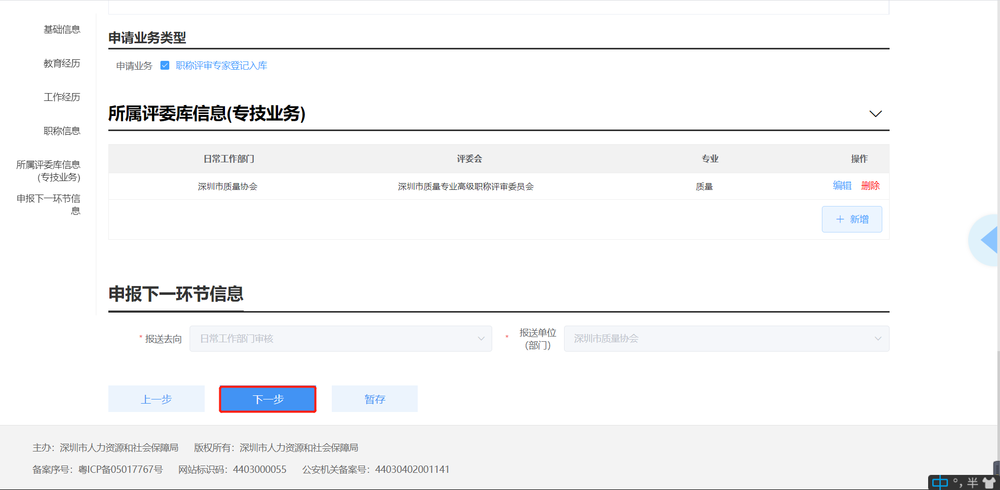 基础信息
教育经历
工作经历
职称信息
所属评委库信息
(专技业务)
申报下一环节信
息
申请业务类型
申请业务 职称评审专家登记入库
所属评委库信息(专技业务)
日常工作部门 评委会 专业 操作
深圳市质量协会 深圳市质量专业高级职称评审委员会 质量 编辑 删除
+ 新增
申报下一环节信息
* 报送去向 日常工作部门审核 * 报送单位
(部门) 深圳市质量协会
上一步 下一步 暂存
主办：深圳市人力资源和社会保障局 版权所有：深圳市人力资源和社会保障局
备案序号：粤ICP备05017767号 网站标识码：4403000055 公安机关备案号：44030402001141
中 °, 半